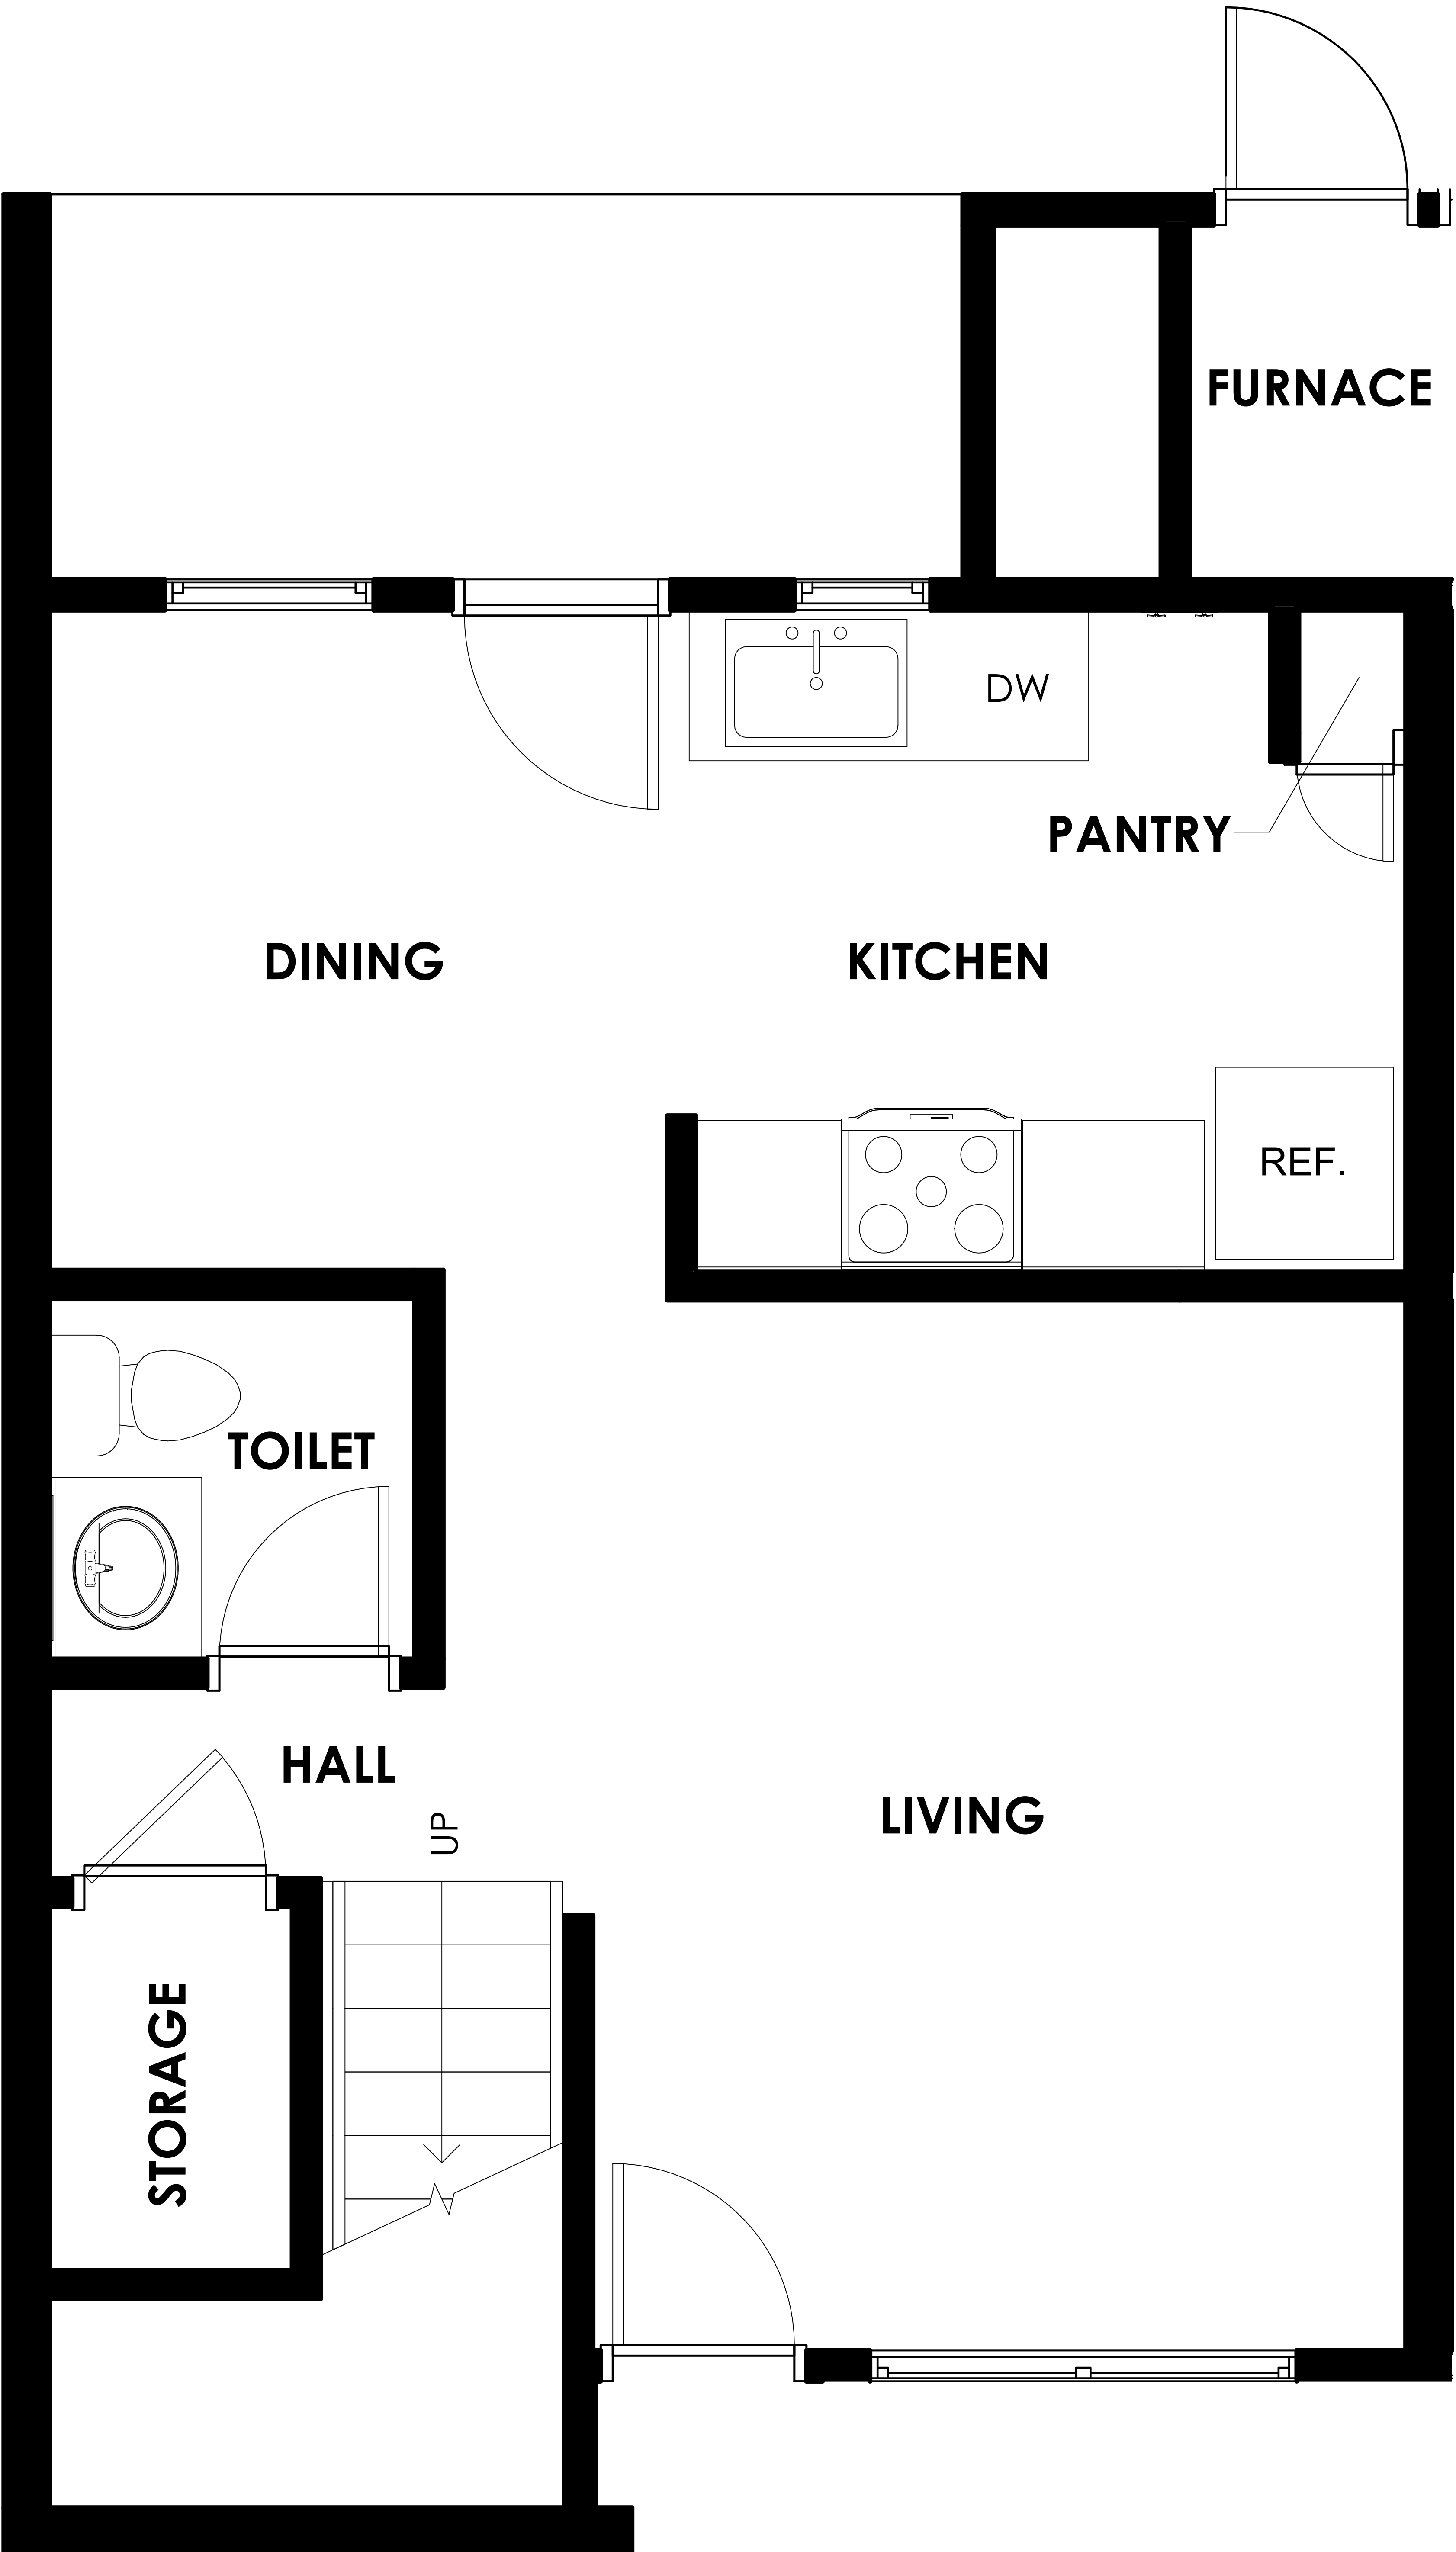 FURNACE
DW
PANTRY
DINING
KITCHEN
REF.
TOILET
HALL
UP
LIVING
STORAGE